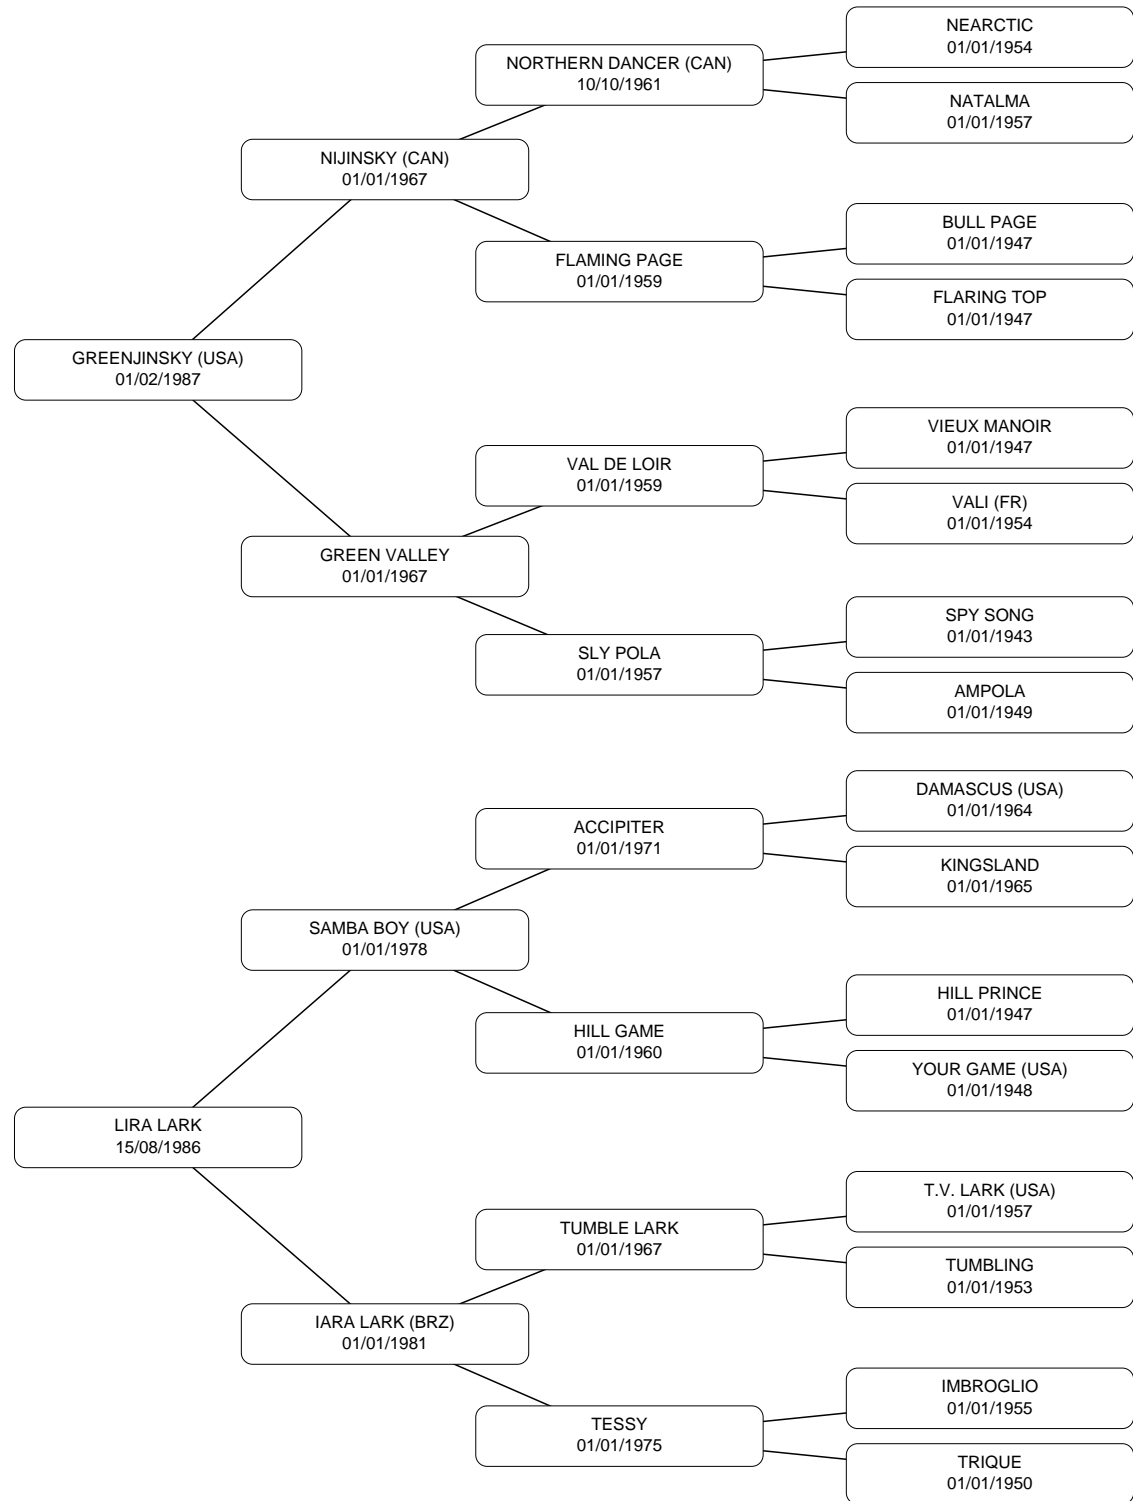 NEARCTIC
01/01/1954
NORTHERN DANCER (CAN)
10/10/1961
NATALMA
01/01/1957
NIJINSKY (CAN)
01/01/1967
BULL PAGE
01/01/1947
FLAMING PAGE
01/01/1959
FLARING TOP
01/01/1947
GREENJINSKY (USA)
01/02/1987
VIEUX MANOIR
01/01/1947
VAL DE LOIR
01/01/1959
VALI (FR)
01/01/1954
GREEN VALLEY
01/01/1967
SPY SONG
01/01/1943
SLY POLA
01/01/1957
AMPOLA
01/01/1949
DAMASCUS (USA)
01/01/1964
ACCIPITER
01/01/1971
KINGSLAND
01/01/1965
SAMBA BOY (USA)
01/01/1978
HILL PRINCE
01/01/1947
HILL GAME
01/01/1960
YOUR GAME (USA)
01/01/1948
LIRA LARK
15/08/1986
T.V. LARK (USA)
01/01/1957
TUMBLE LARK
01/01/1967
TUMBLING
01/01/1953
IARA LARK (BRZ)
01/01/1981
IMBROGLIO
01/01/1955
TESSY
01/01/1975
TRIQUE
01/01/1950